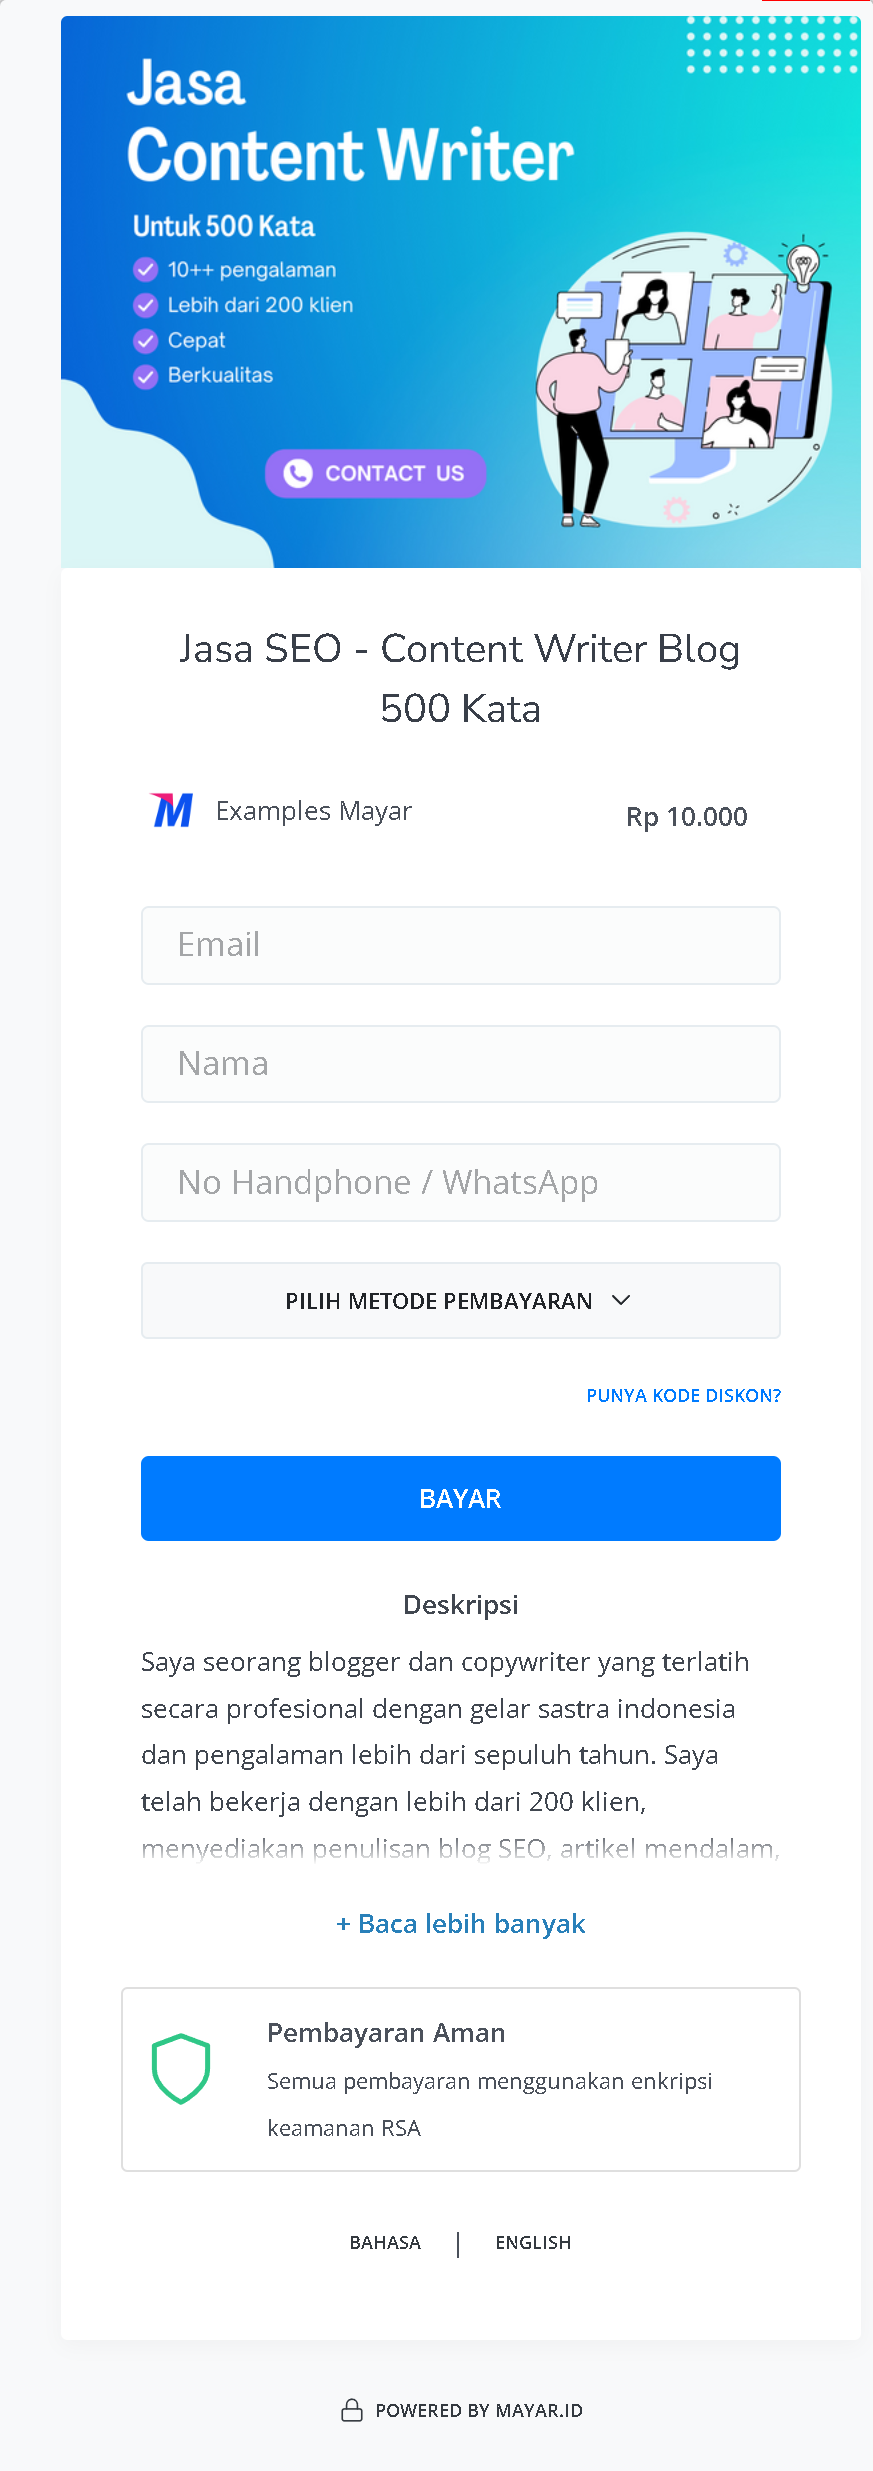 Jasa
Content Writer
Untuk 500 Kata
10++ pengalaman
Lebih dari 200 klien
Cepat
Berkualitas
CONTACT US
Jasa SEO - Content Writer Blog
500 Kata
Examples Mayar
Rp 10.000
Email
Nama
No Handphone / WhatsApp
PILIH METODE PEMBAYARAN
PUNYA KODE DISKON?
BAYAR
Deskripsi
Saya seorang blogger dan copywriter yang terlatih
secara profesional dengan gelar sastra indonesia
dan pengalaman lebih dari sepuluh tahun. Saya
telah bekerja dengan lebih dari 200 klien,
menyediakan penulisan blog SEO, artikel mendalam,
+ Baca lebih banyak
Pembayaran Aman
Semua pembayaran menggunakan enkripsi
keamanan RSA
BAHASA | ENGLISH
POWERED BY MAYAR.ID